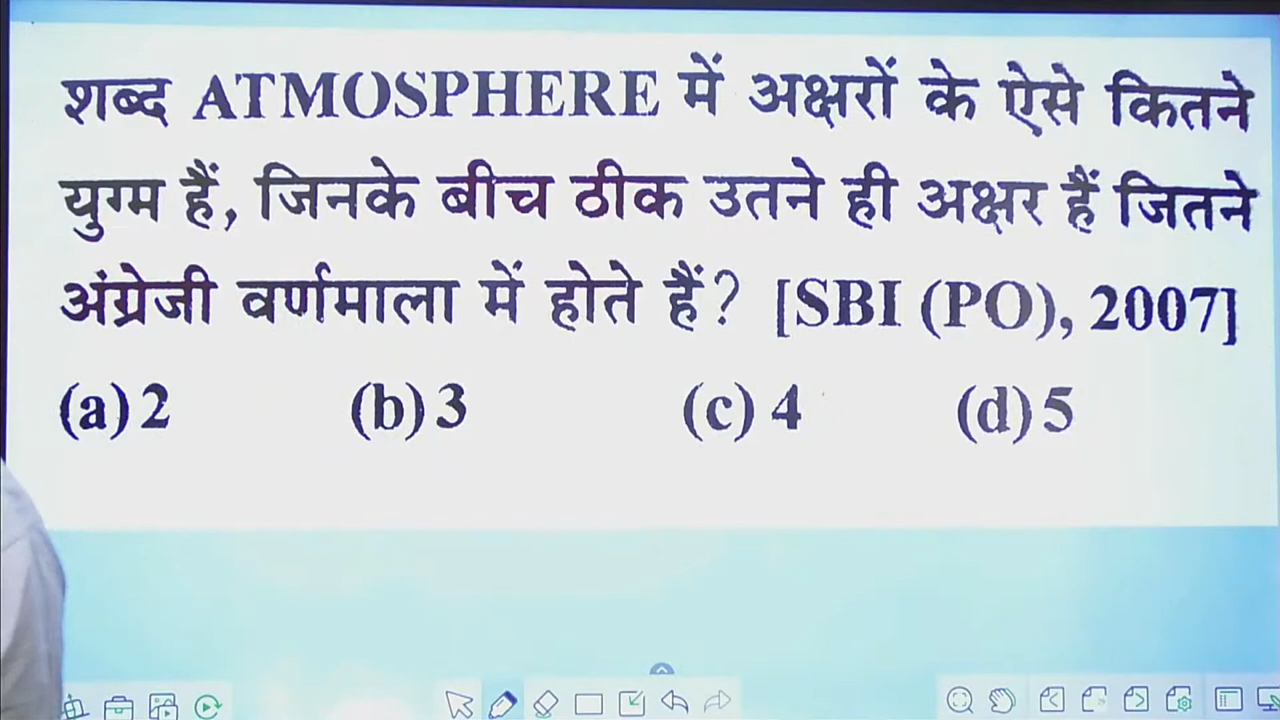 शब्द ATMOSPHERE में अक्षरों के ऐसे कितने
युग्म हैं, जिनके बीच ठीक उतने ही अक्षर हैं जितने
अंग्रेजी वर्णमाला में होते हैं? [SBI (PO), 2007]
(a) 2 (b) 3 (c) 4 (d) 5